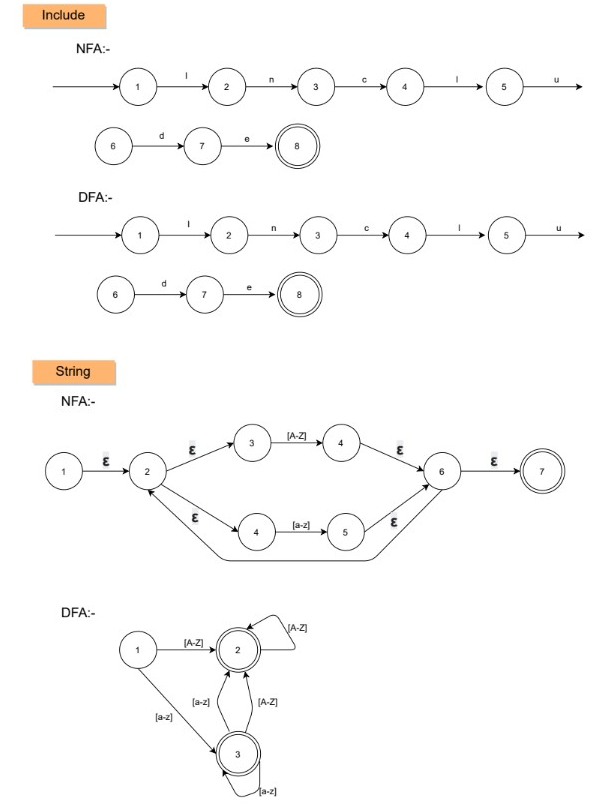 Include
NFA:-
1 I 2 n 3 c 4 l 5 u
6 d 7 e 8
DFA:-
1 I 2 n 3 c 4 l 5 u
6 d 7 e 8
String
NFA:-
3 [A-Z] 4
ε ε
1 ε 2 6 ε 7
ε ε
4 [a-z] 5
DFA:-
[A-Z]
1 [A-Z] 2
[a-z] [A-Z]
[a-z]
3
[a-z]